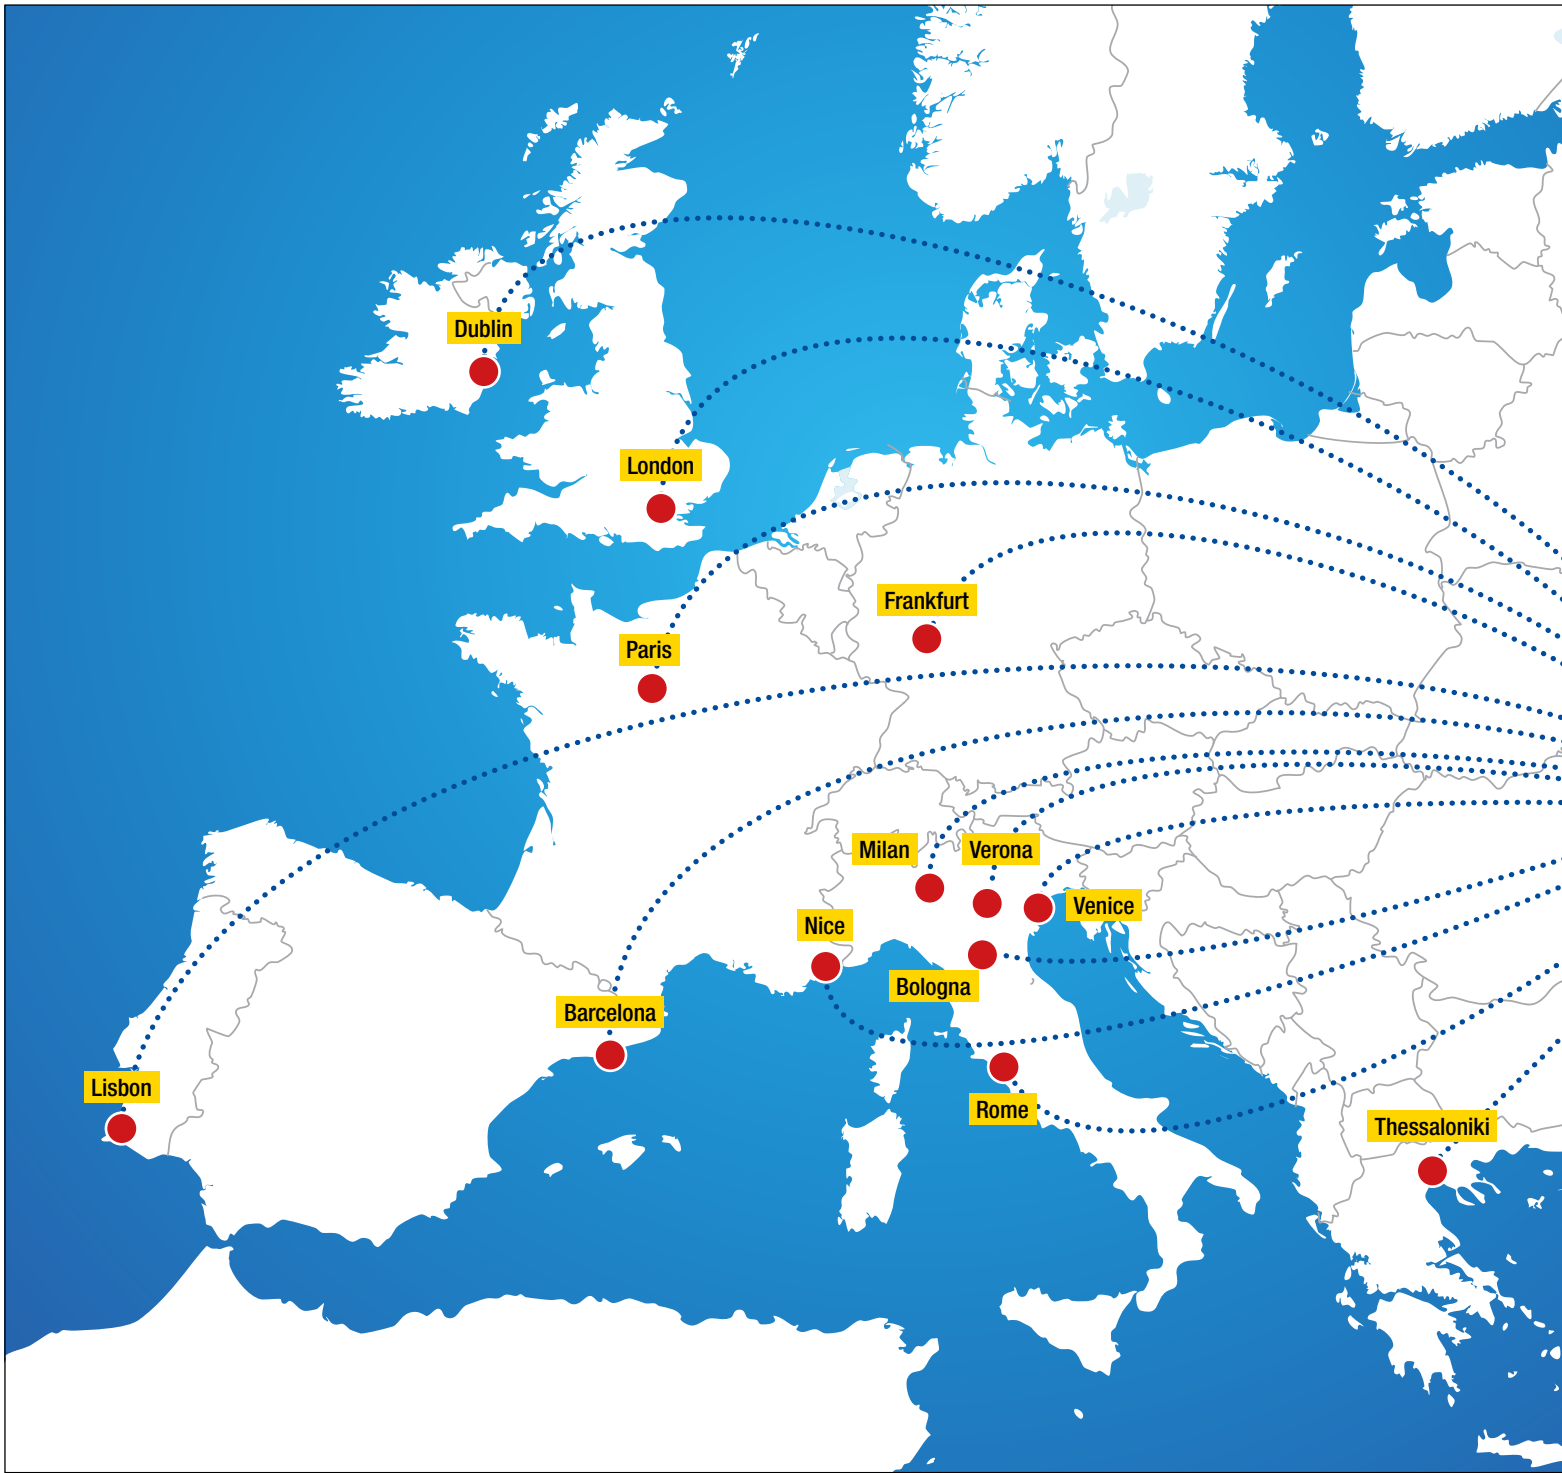 Dublin
London
Frankfurt
Paris
Milan
Verona
Venice
Nice
Bologna
Barcelona
Lisbon
Rome
Thessaloniki